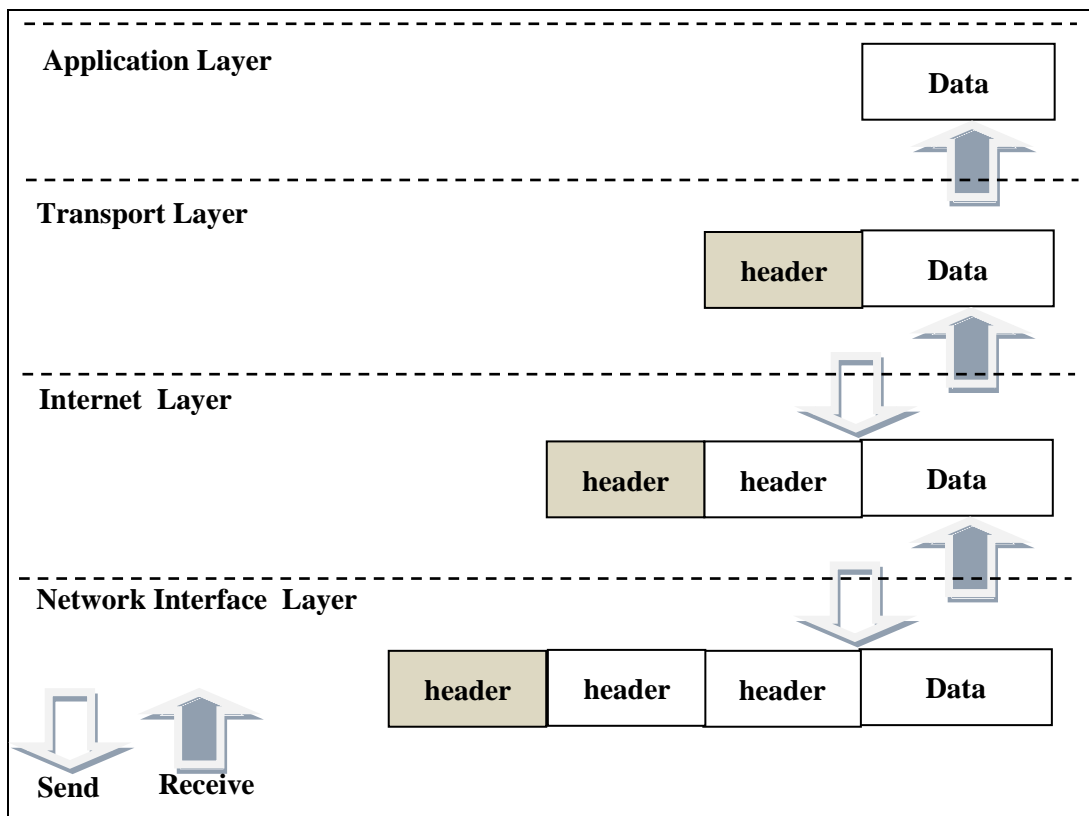 Application Layer
Data
Transport Layer
header Data
Internet Layer
header header Data
Network Interface Layer
header header header Data
Send Receive